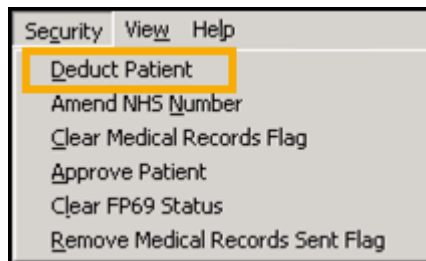 Security View Help
Deduct Patient
Amend NHS Number
Clear Medical Records Flag
Approve Patient
Clear FP69 Status
Remove Medical Records Sent Flag